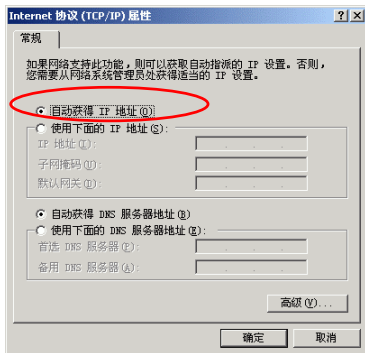 Internet 协议 (TCP/IP) 属性
常规
如果网络支持此功能，则可以获取自动指派的 IP 设置。否则，
您需要从网络系统管理员处获得适当的 IP 设置。
自动获得 IP 地址(O)
使用下面的 IP 地址(S):
IP 地址(I):
子网掩码(U):
默认网关(D):
自动获得 DNS 服务器地址(B)
使用下面的 DNS 服务器地址(E):
首选 DNS 服务器(P):
备用 DNS 服务器(A):
高级(V)...
确定
取消